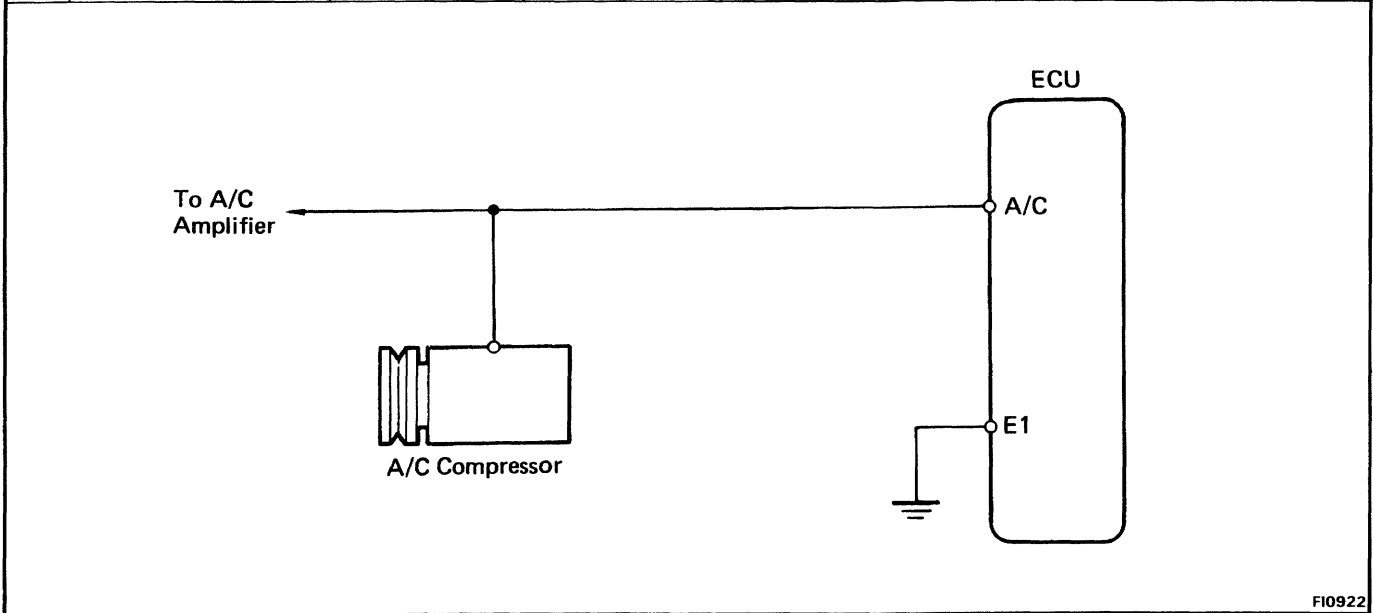 ECU
To A/C
Amplifier
A/C
E1
A/C Compressor
FI0922